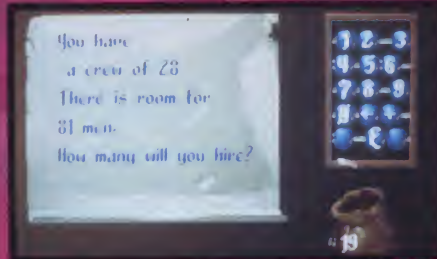 You have
a crew of 28
There is room for
81 men.
How many will you hire?
1 2 3
4 5 6
7 8 9
19